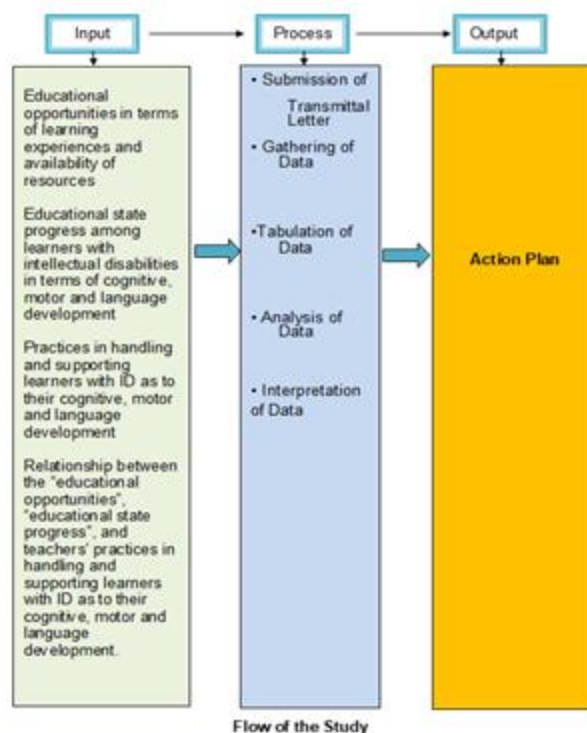 Input
Process
Output
Educational
opportunities in terms
of learning
experiences and
availability of
resources
Educational state
progress among
learners with
intellectual disabilities
in terms of cognitive,
motor and language
development
Practices in handling
and supporting
learners with ID as to
their cognitive, motor
and language
development
Relationship between
the "educational
opportunities",
"educational state
progress", and
teachers' practices in
handling and
supporting learners
with ID as to their
cognitive, motor and
language
development.
• Submission of
Transmittal
Letter
• Gathering of
Data
•Tabulation of
Data
• Analysis of
Data
• Interpretation
of Data
Action Plan
Flow of the Study